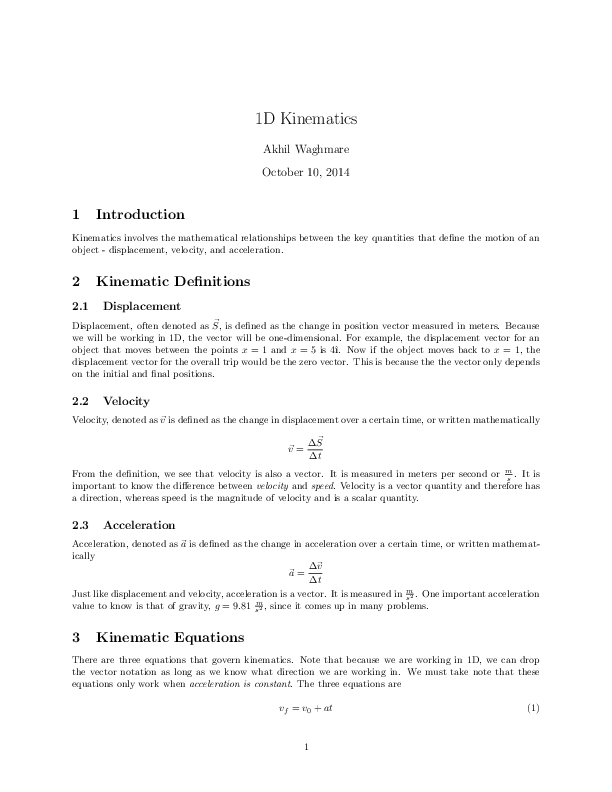 1D Kinematics
Akhil Waghmare
October 10, 2014
1 Introduction
Kinematics involves the mathematical relationships between the key quantities that define the motion of an
object - displacement, velocity, and acceleration.
2 Kinematic Definitions
2.1 Displacement
Displacement, often denoted as $\vec{S}$, is defined as the change in position vector measured in meters. Because
we will be working in 1D, the vector will be one-dimensional. For example, the displacement vector for an
object that moves between the points x = 1 and x = 5 is 4î. Now if the object moves back to x = 1, the
displacement vector for the overall trip would be the zero vector. This is because the the vector only depends
on the initial and final positions.
2.2 Velocity
Velocity, denoted as $\vec{v}$ is defined as the change in displacement over a certain time, or written mathematically
$\vec{v} = \frac{\Delta \vec{S}}{\Delta t}$
From the definition, we see that velocity is also a vector. It is measured in meters per second or $\frac{m}{s}$. It is
important to know the difference between velocity and speed. Velocity is a vector quantity and therefore has
a direction, whereas speed is the magnitude of velocity and is a scalar quantity.
2.3 Acceleration
Acceleration, denoted as $\vec{a}$ is defined as the change in acceleration over a certain time, or written mathemat-
ically
$\vec{a} = \frac{\Delta \vec{v}}{\Delta t}$
Just like displacement and velocity, acceleration is a vector. It is measured in $\frac{m}{s^2}$. One important acceleration
value to know is that of gravity, g = 9.81 $\frac{m}{s^2}$, since it comes up in many problems.
3 Kinematic Equations
There are three equations that govern kinematics. Note that because we are working in 1D, we can drop
the vector notation as long as we know what direction we are working in. We must take note that these
equations only work when acceleration is constant. The three equations are
$v_f = v_0 + at$ (1)
1